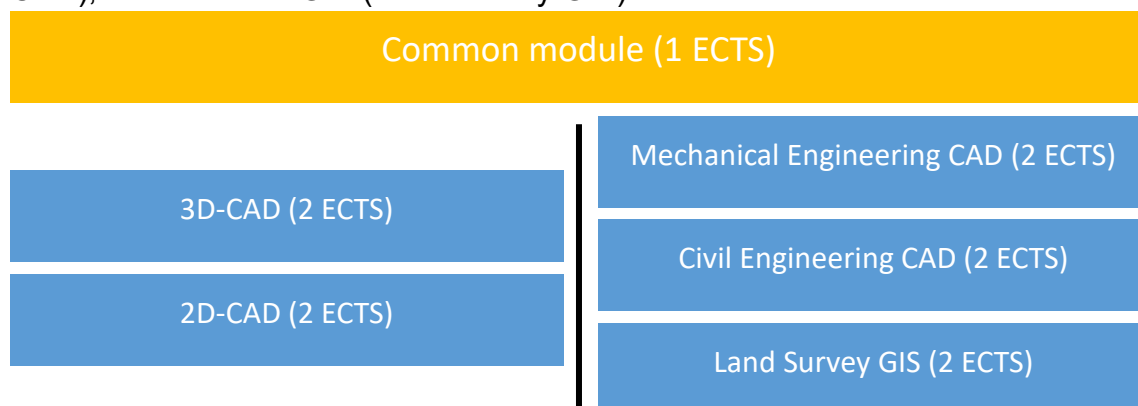 Common module (1 ECTS)
3D-CAD (2 ECTS)
2D-CAD (2 ECTS)
Mechanical Engineering CAD (2 ECTS)
Civil Engineering CAD (2 ECTS)
Land Survey GIS (2 ECTS)